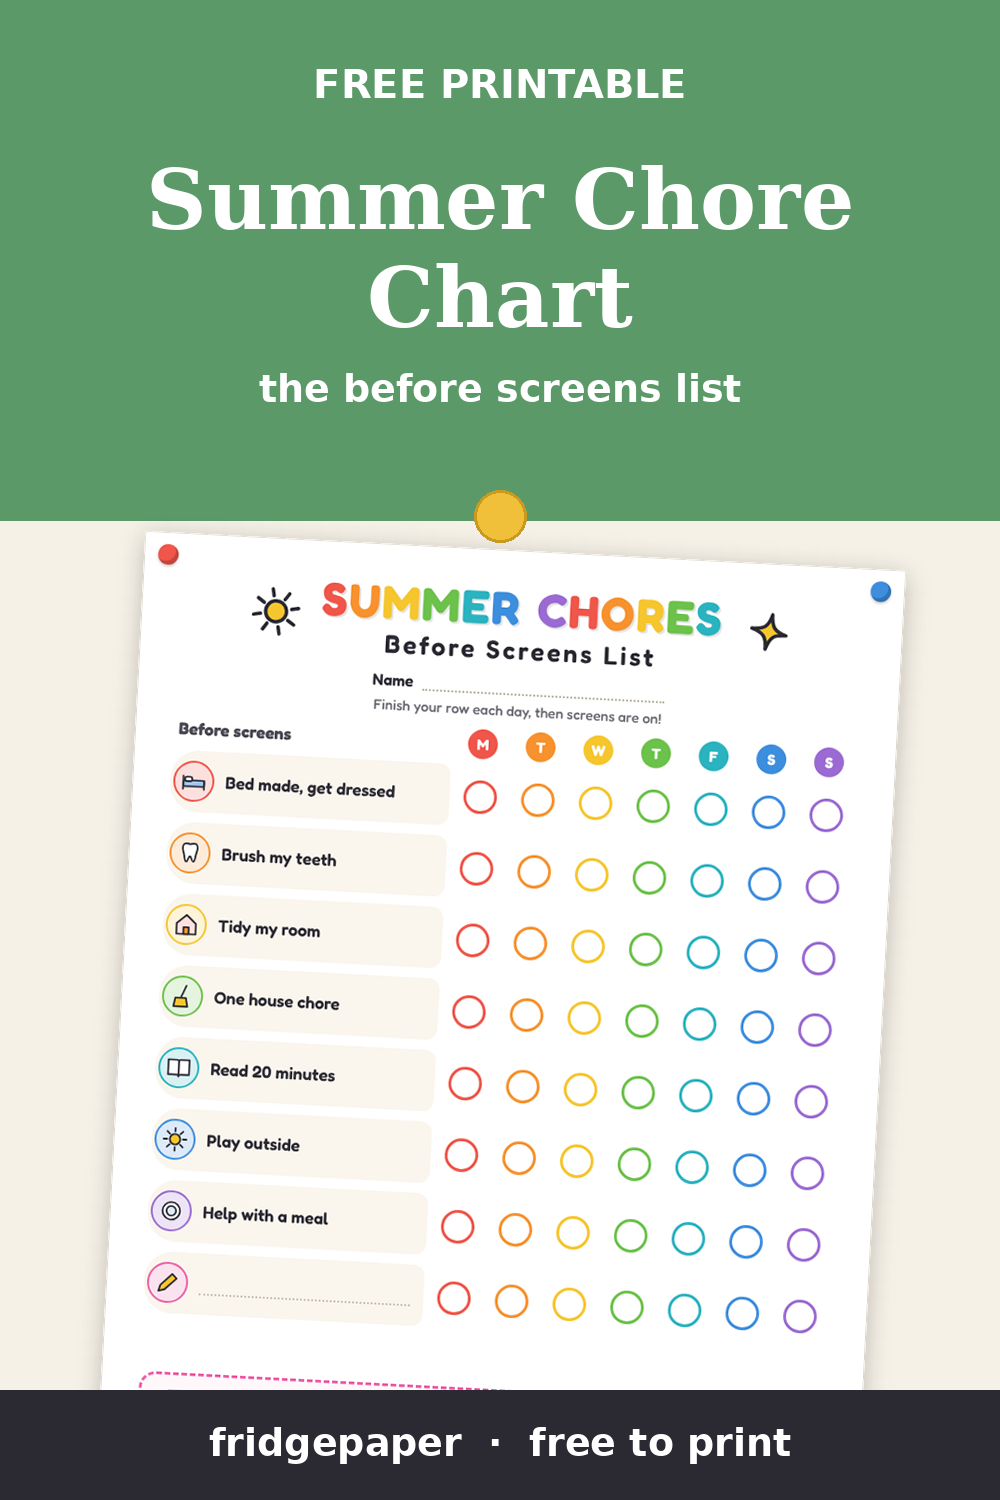 FREE PRINTABLE
Summer Chore
Chart
the before screens list
SUMMER CHORES
Before Screens List
Name
Finish your row each day, then screens are on!
Before screens
M T W T F S S
Bed made, get dressed
Brush my teeth
Tidy my room
One house chore
Read 20 minutes
Play outside
Help with a meal
fridgepaper · free to print